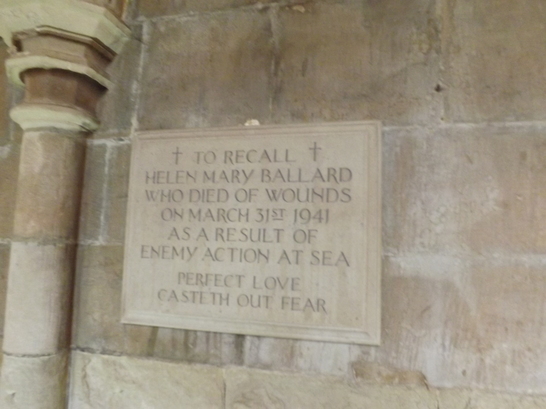 † TO RECALL †
HELEN MARY BALLARD
WHO DIED OF WOUNDS
ON MARCH 31ST 1941
AS A RESULT OF
ENEMY ACTION AT SEA
PERFECT LOVE
CASTETH OUT FEAR